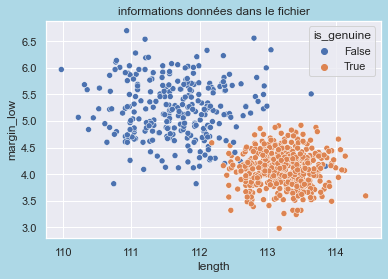 informations données dans le fichier
is_genuine
False
True
margin_low
6.5
6.0
5.5
5.0
4.5
4.0
3.5
3.0
110 111 112 113 114
length